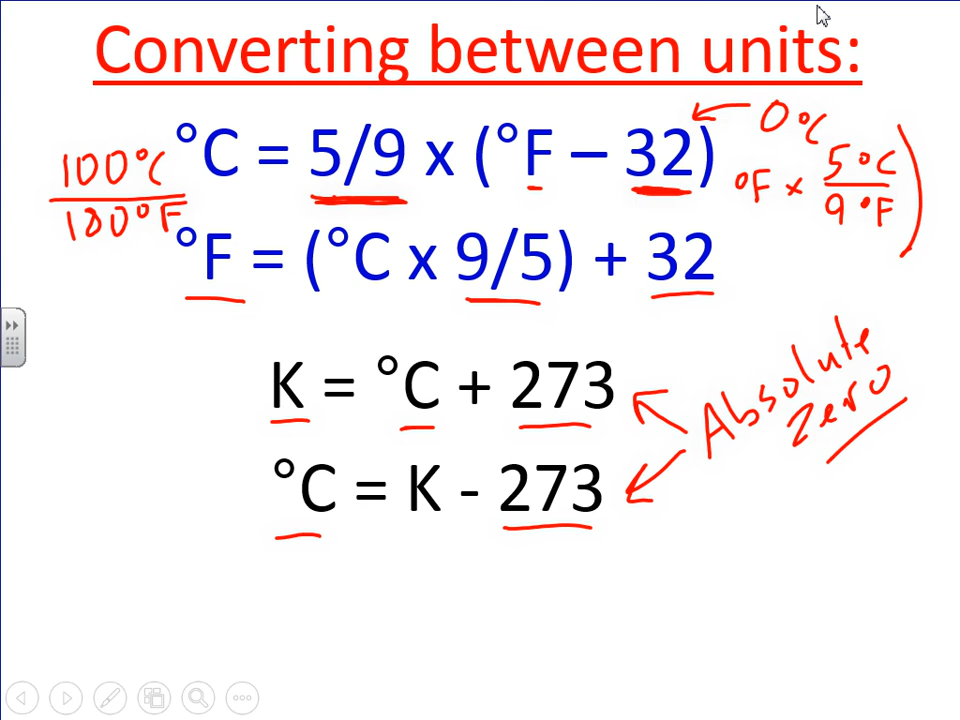 Converting between units:
0°C
°C = 5/9 x (°F – 32)
100°C
180°F
°F x 5°C
9°F
°F = (°C x 9/5) + 32
K = °C + 273
Absolute
Zero
°C = K - 273